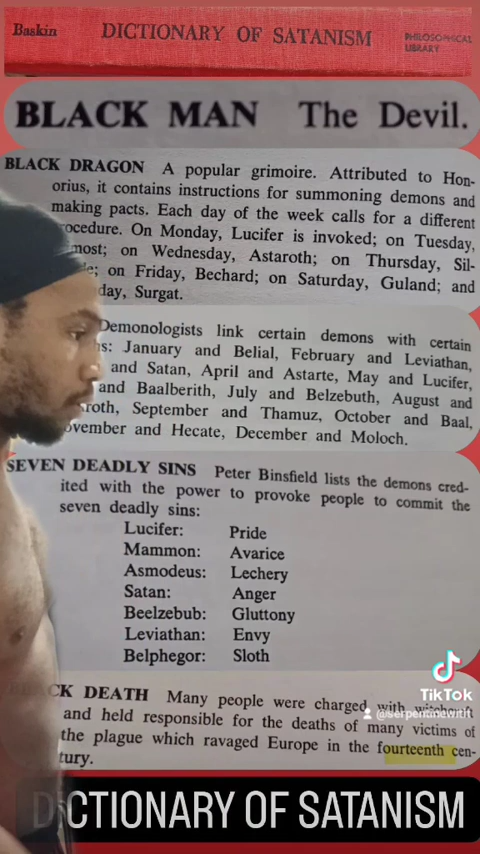 Baskin DICTIONARY OF SATANISM PHILOSOPHICAL
LIBRARY
BLACK MAN The Devil.
BLACK DRAGON A popular grimoire. Attributed to Hon-
orius, it contains instructions for summoning demons and
making pacts. Each day of the week calls for a different
ocedure. On Monday, Lucifer is invoked; on Tuesday,
most; on Wednesday, Astaroth; on Thursday, Sil-
; on Friday, Bechard; on Saturday, Guland; and
day, Surgat.
Demonologists link certain demons with certain
s: January and Belial, February and Leviathan,
and Satan, April and Astarte, May and Lucifer,
and Baalberith, July and Belzebuth, August and
roth, September and Thamuz, October and Baal,
ovember and Hecate, December and Moloch.
SEVEN DEADLY SINS Peter Binsfield lists the demons cred-
ited with the power to provoke people to commit the
seven deadly sins:
Lucifer: Pride
Mammon: Avarice
Asmodeus: Lechery
Satan: Anger
Beelzebub: Gluttony
Leviathan: Envy
Belphegor: Sloth
BLACK DEATH Many people were charged with witchcraft
and held responsible for the deaths of many victims of
the plague which ravaged Europe in the fourteenth cen-
tury.
TikTok
DICTIONARY OF SATANISM